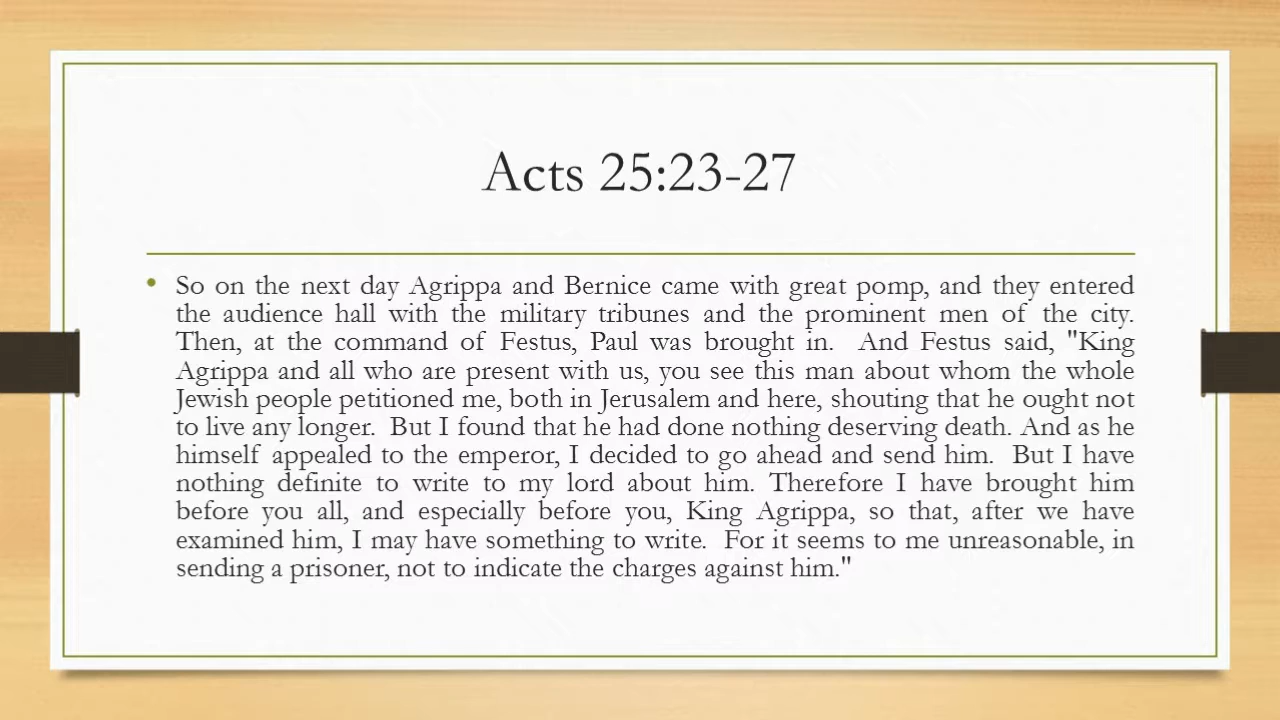 Acts 25:23-27
• So on the next day Agrippa and Bernice came with great pomp, and they entered
the audience hall with the military tribunes and the prominent men of the city.
Then, at the command of Festus, Paul was brought in.  And Festus said, "King
Agrippa and all who are present with us, you see this man about whom the whole
Jewish people petitioned me, both in Jerusalem and here, shouting that he ought not
to live any longer.  But I found that he had done nothing deserving death. And as he
himself appealed to the emperor, I decided to go ahead and send him.  But I have
nothing definite to write to my lord about him. Therefore I have brought him
before you all, and especially before you, King Agrippa, so that, after we have
examined him, I may have something to write.  For it seems to me unreasonable, in
sending a prisoner, not to indicate the charges against him."